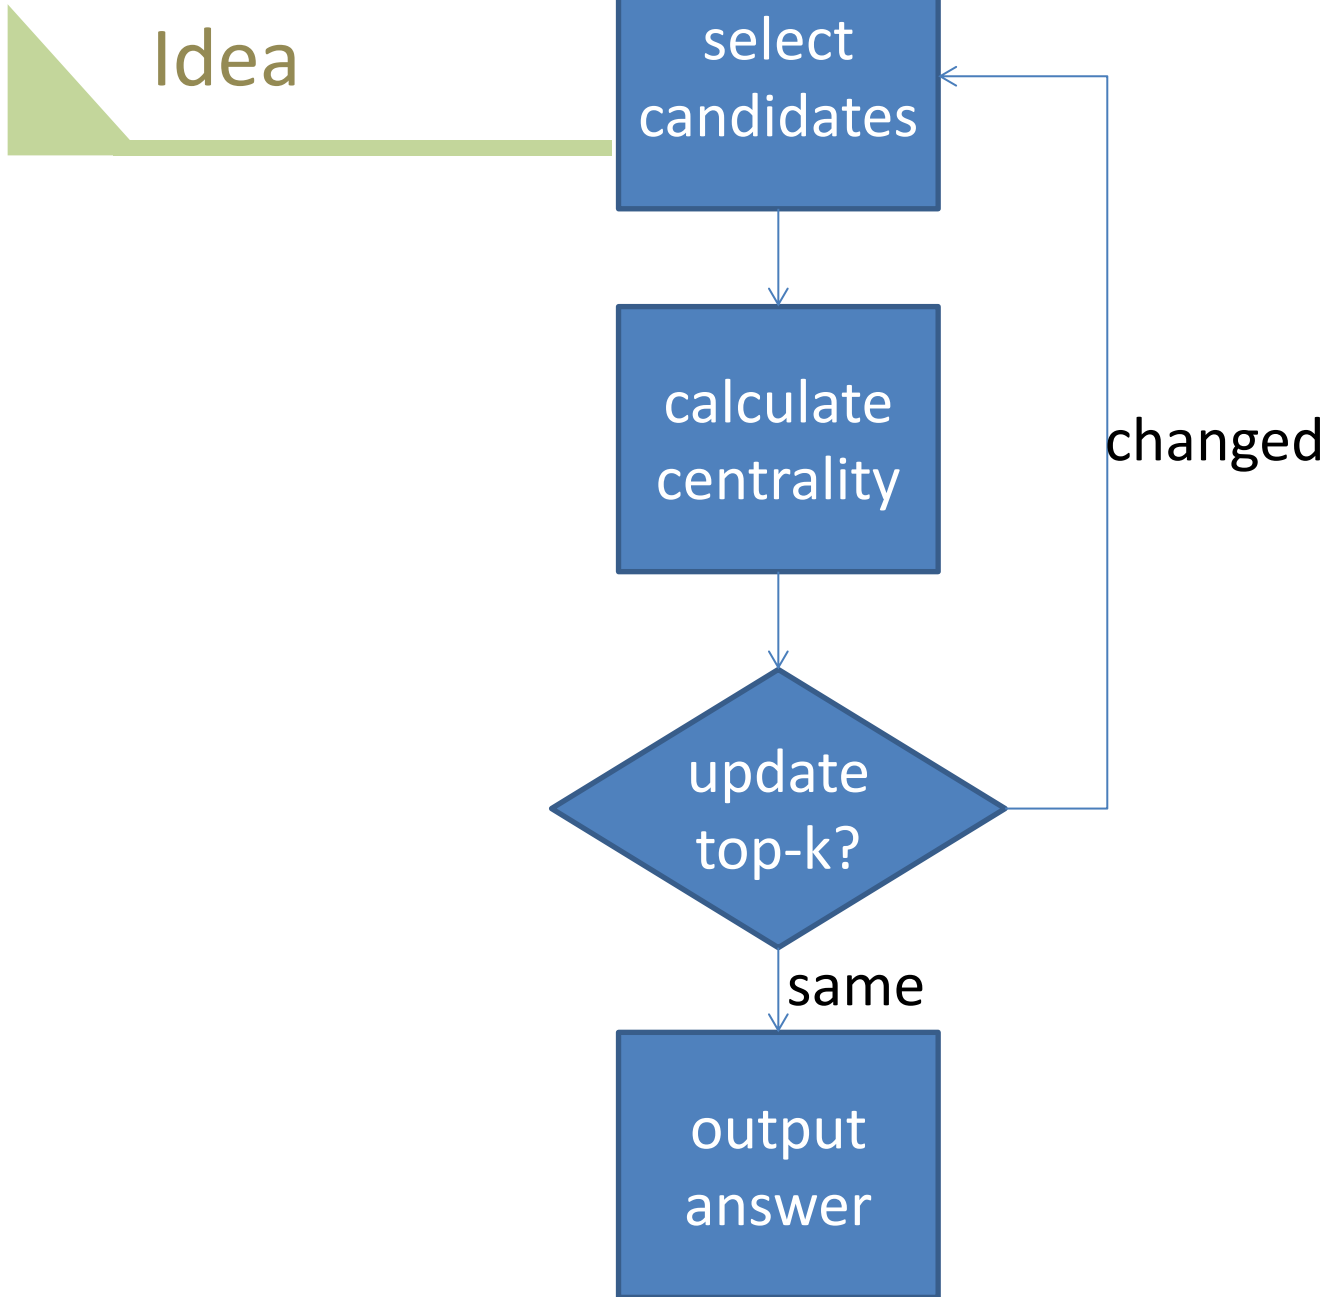 Idea
select
candidates
calculate
centrality
changed
update
top-k?
same
output
answer